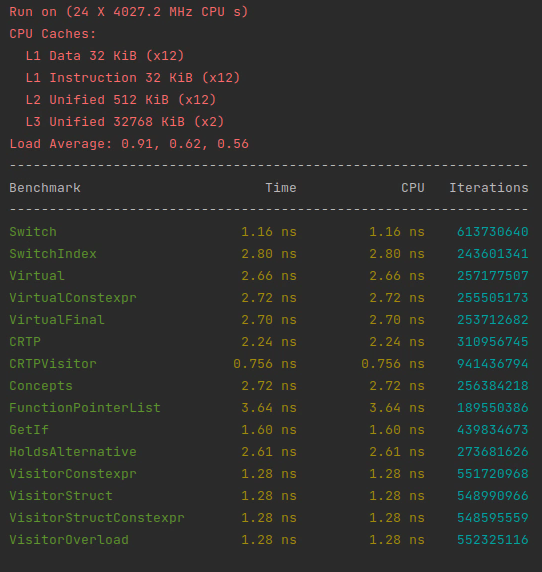 Run on (24 X 4027.2 MHz CPU s)
CPU Caches:
  L1 Data 32 KiB (x12)
  L1 Instruction 32 KiB (x12)
  L2 Unified 512 KiB (x12)
  L3 Unified 32768 KiB (x2)
Load Average: 0.91, 0.62, 0.56
-----------------------------------------------------------------
Benchmark                       Time             CPU   Iterations
-----------------------------------------------------------------
Switch                       1.16 ns         1.16 ns    613730640
SwitchIndex                  2.80 ns         2.80 ns    243601341
Virtual                      2.66 ns         2.66 ns    257177507
VirtualConstexpr             2.72 ns         2.72 ns    255505173
VirtualFinal                 2.70 ns         2.70 ns    253712682
CRTP                         2.24 ns         2.24 ns    310956745
CRTPVisitor                 0.756 ns        0.756 ns    941436794
Concepts                     2.72 ns         2.72 ns    256384218
FunctionPointerList          3.64 ns         3.64 ns    189550386
GetIf                        1.60 ns         1.60 ns    439834673
HoldsAlternative             2.61 ns         2.61 ns    273681626
VisitorConstexpr             1.28 ns         1.28 ns    551720968
VisitorStruct                1.28 ns         1.28 ns    548990966
VisitorStructConstexpr       1.28 ns         1.28 ns    548595559
VisitorOverload              1.28 ns         1.28 ns    552325116